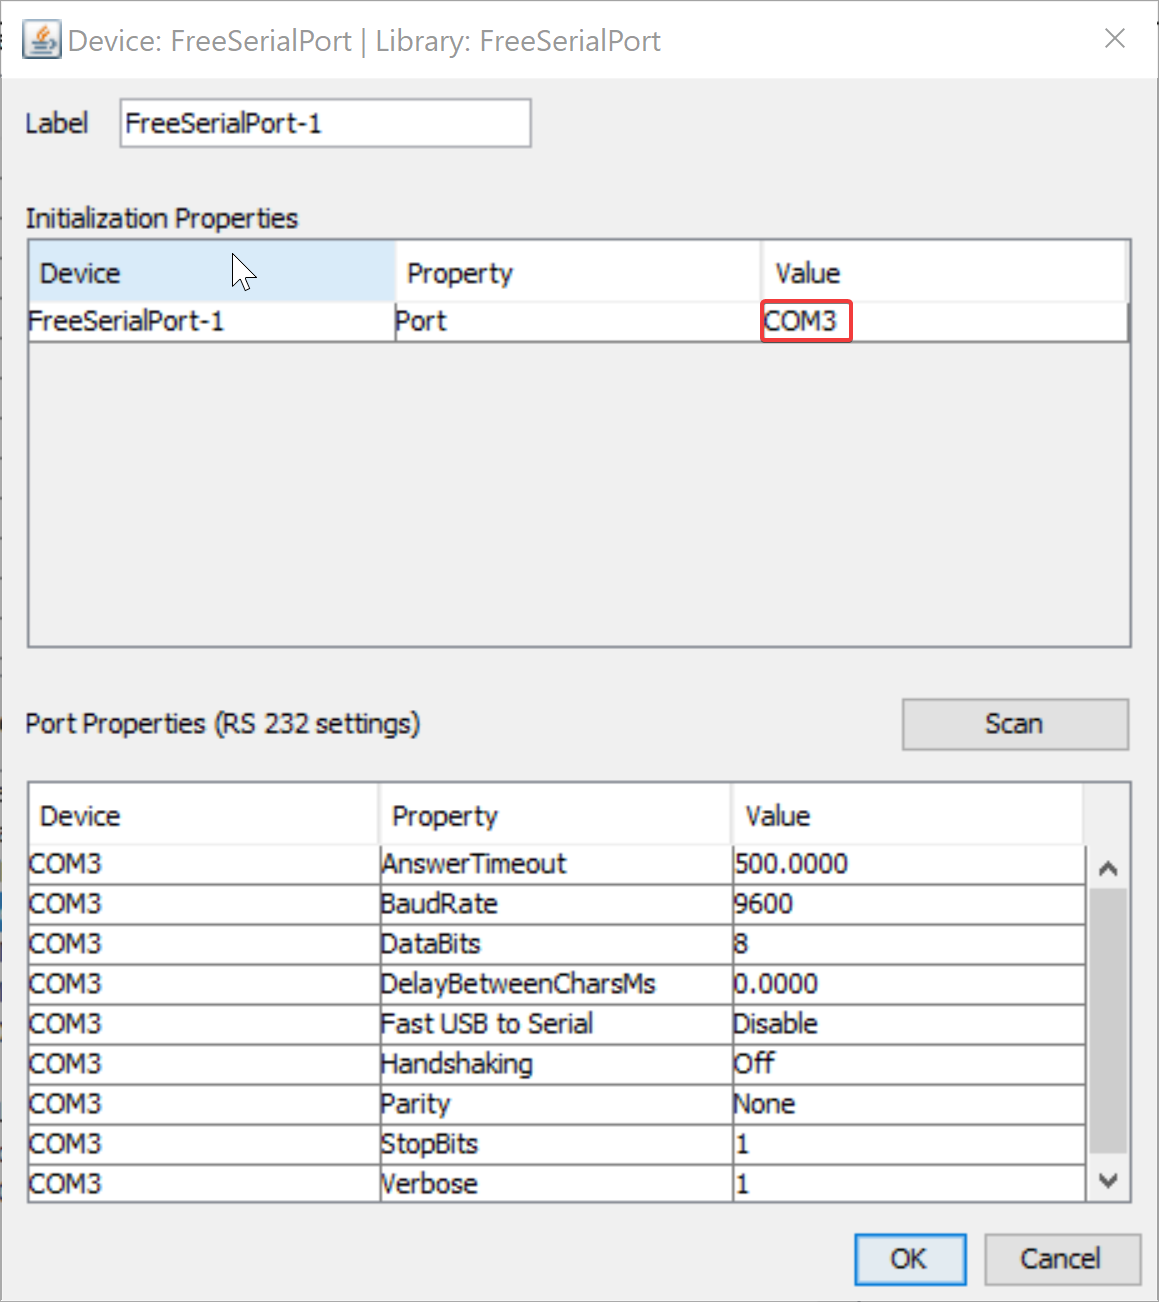 Device: FreeSerialPort | Library: FreeSerialPort
Label FreeSerialPort-1
Initialization Properties
Device Property Value
FreeSerialPort-1 Port COM3
Port Properties (RS 232 settings) Scan
Device Property Value
COM3 AnswerTimeout 500.0000
COM3 BaudRate 9600
COM3 DataBits 8
COM3 DelayBetweenCharsMs 0.0000
COM3 Fast USB to Serial Disable
COM3 Handshaking Off
COM3 Parity None
COM3 StopBits 1
COM3 Verbose 1
OK Cancel